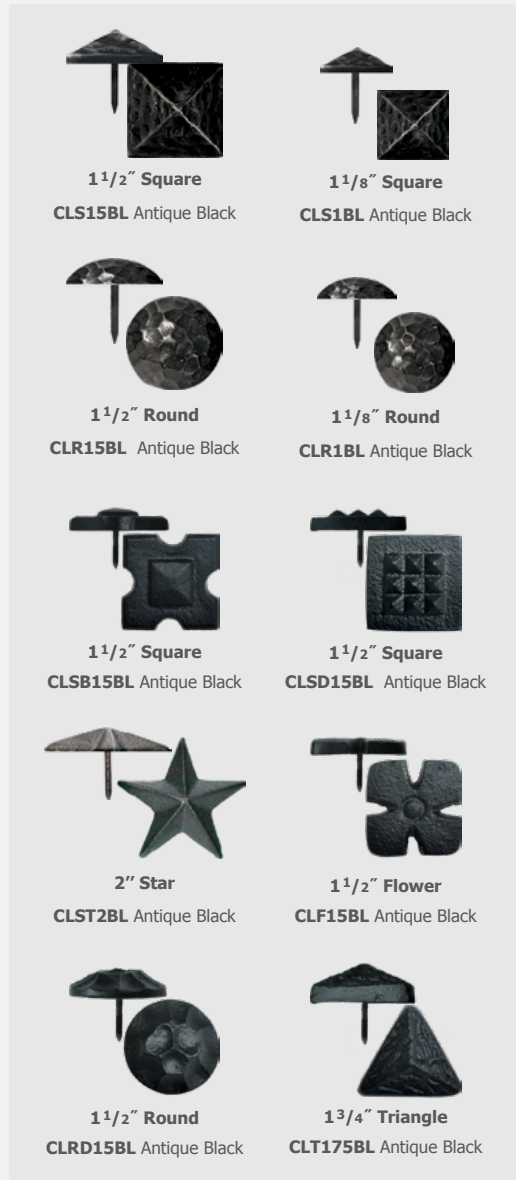 1 1/2˝ Square
CLS15BL Antique Black
1 1/8˝ Square
CLS1BL Antique Black
1 1/2˝ Round
CLR15BL Antique Black
1 1/8˝ Round
CLR1BL Antique Black
1 1/2˝ Square
CLSB15BL Antique Black
1 1/2˝ Square
CLSD15BL Antique Black
2˝ Star
CLST2BL Antique Black
1 1/2˝ Flower
CLF15BL Antique Black
1 1/2˝ Round
CLRD15BL Antique Black
1 3/4˝ Triangle
CLT175BL Antique Black